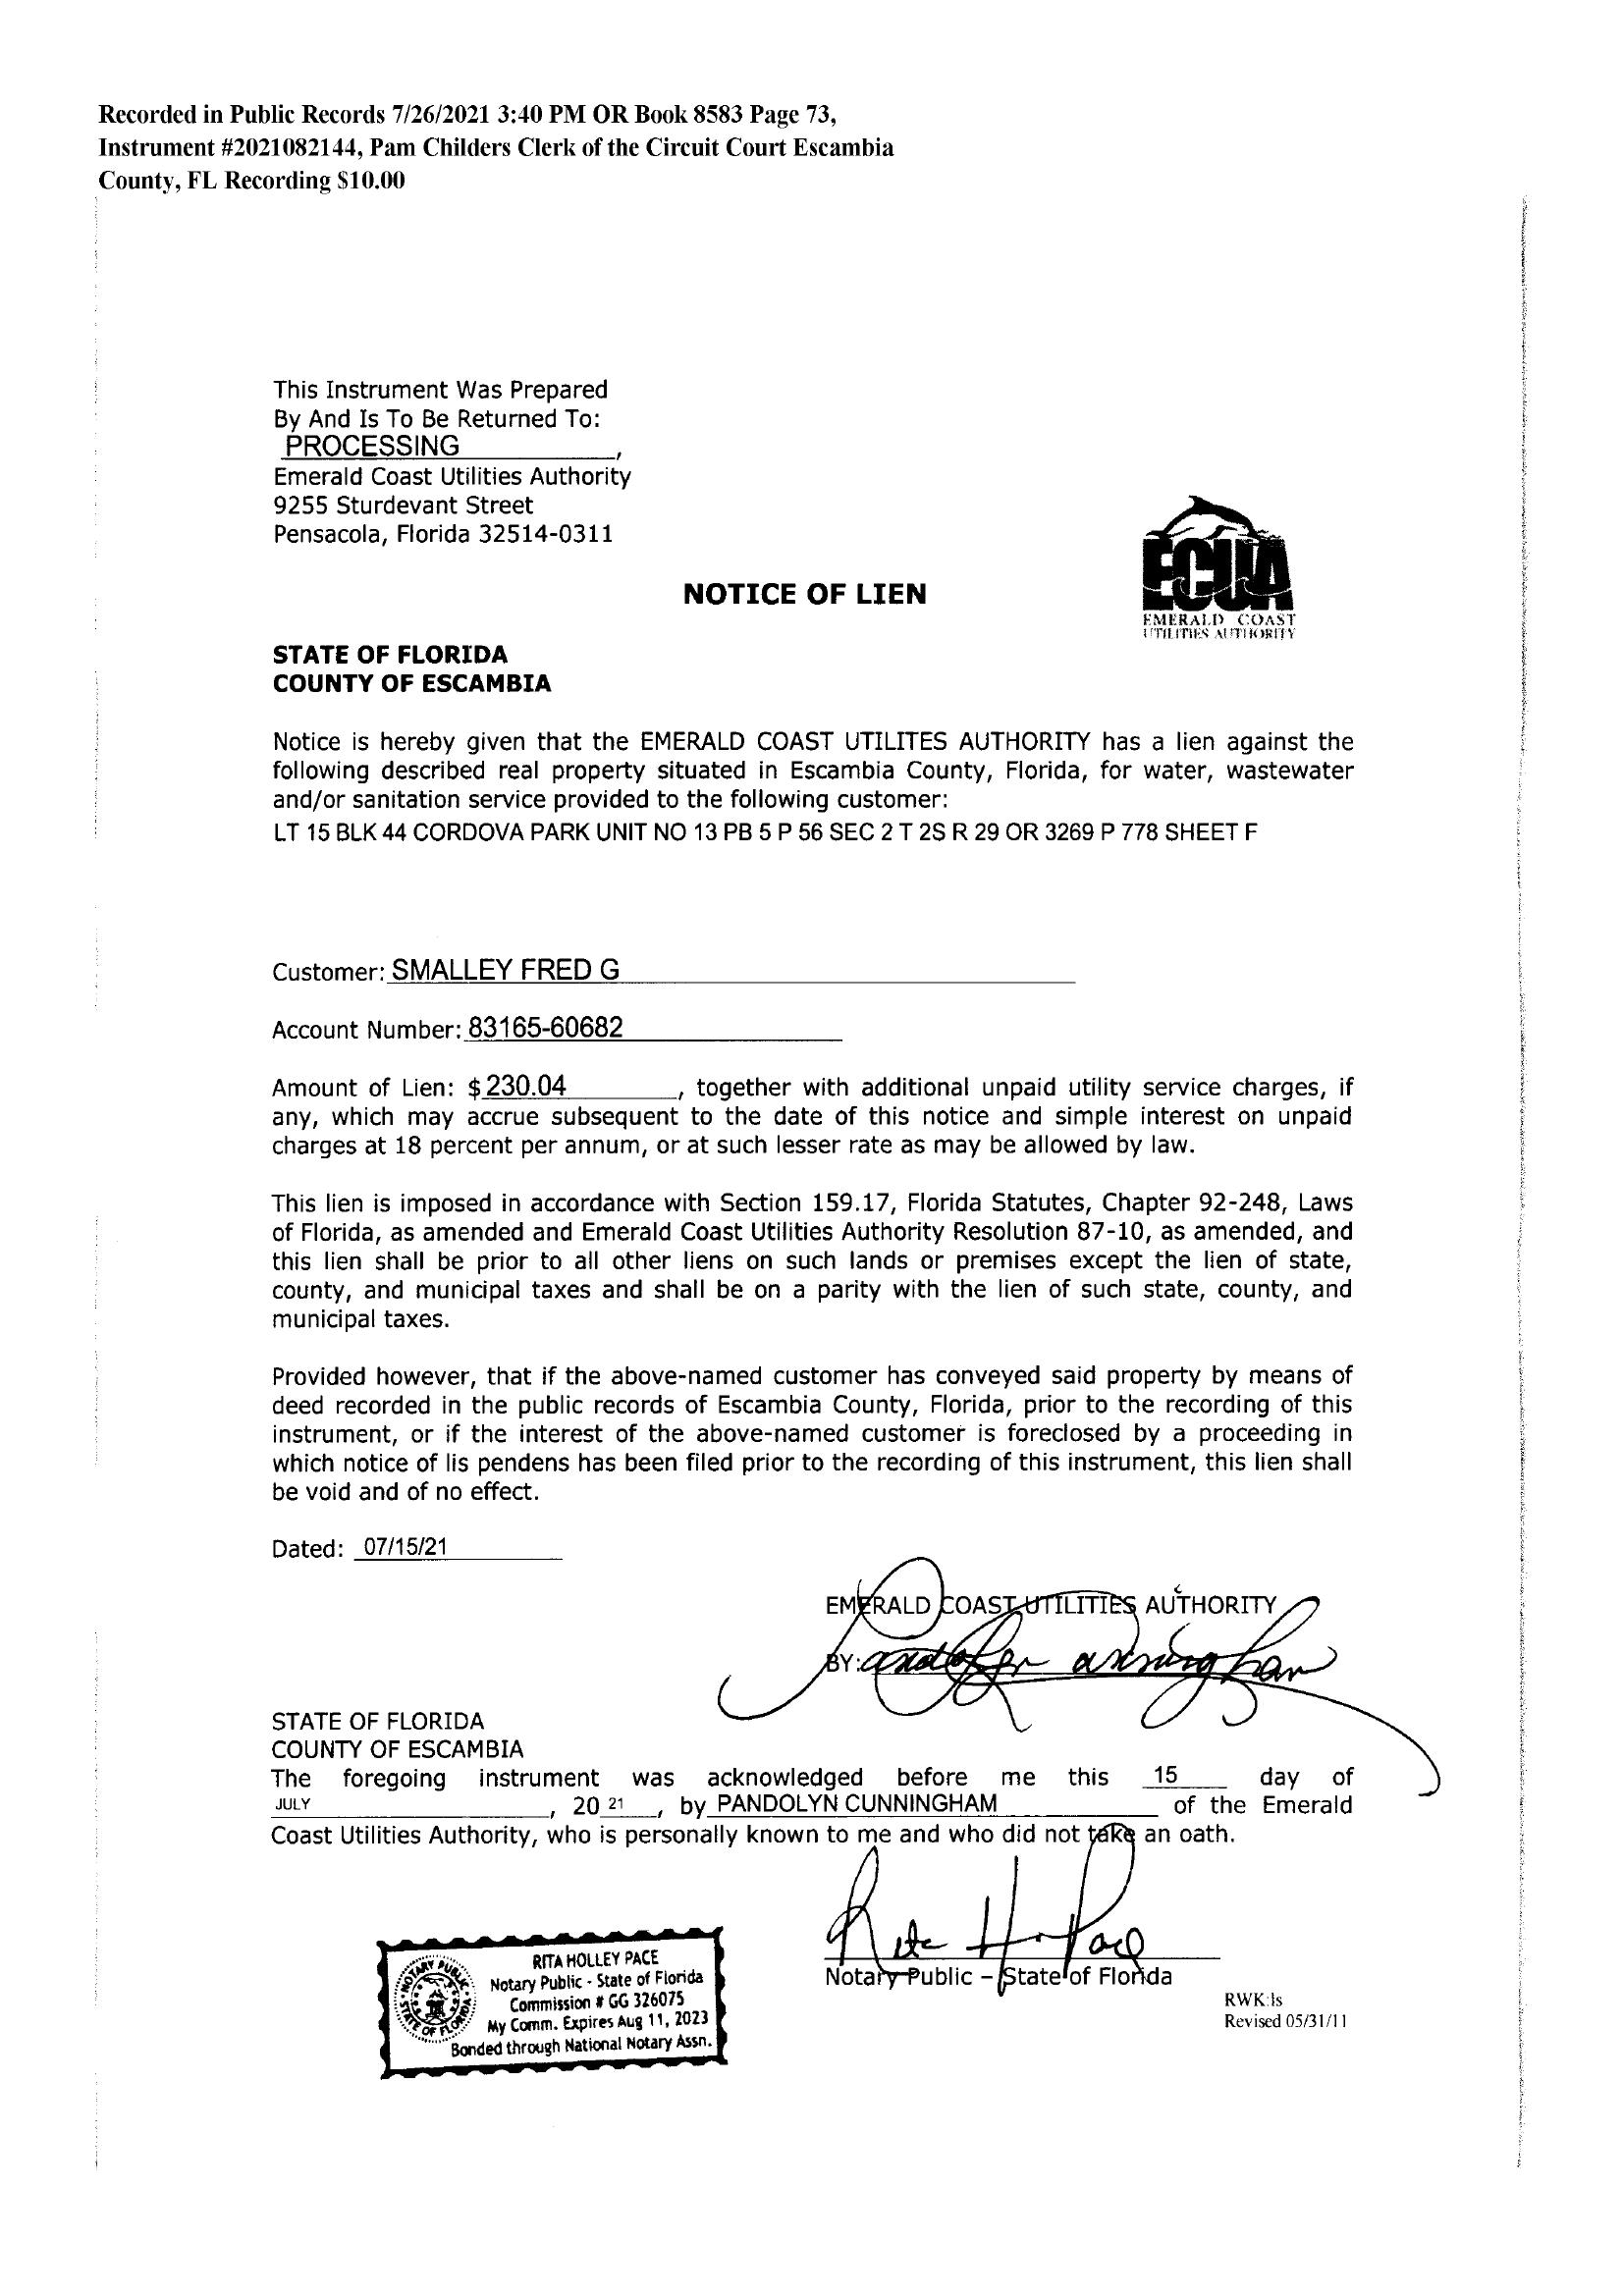 Recorded in Public Records 7/26/2021 3:40 PM OR Book 8583 Page 73,
Instrument #2021082144, Pam Childers Clerk of the Circuit Court Escambia
County, FL Recording $10.00
This Instrument Was Prepared
By And Is To Be Returned To:
PROCESSING,
Emerald Coast Utilities Authority
9255 Sturdevant Street
Pensacola, Florida 32514-0311
ECUA
EMERALD COAST
UTILITIES AUTHORITY
NOTICE OF LIEN
STATE OF FLORIDA
COUNTY OF ESCAMBIA
Notice is hereby given that the EMERALD COAST UTILITES AUTHORITY has a lien against the
following described real property situated in Escambia County, Florida, for water, wastewater
and/or sanitation service provided to the following customer:
LT 15 BLK 44 CORDOVA PARK UNIT NO 13 PB 5 P 56 SEC 2 T 2S R 29 OR 3269 P 778 SHEET F
Customer: SMALLEY FRED G
Account Number: 83165-60682
Amount of Lien: $ 230.04, together with additional unpaid utility service charges, if
any, which may accrue subsequent to the date of this notice and simple interest on unpaid
charges at 18 percent per annum, or at such lesser rate as may be allowed by law.
This lien is imposed in accordance with Section 159.17, Florida Statutes, Chapter 92-248, Laws
of Florida, as amended and Emerald Coast Utilities Authority Resolution 87-10, as amended, and
this lien shall be prior to all other liens on such lands or premises except the lien of state,
county, and municipal taxes and shall be on a parity with the lien of such state, county, and
municipal taxes.
Provided however, that if the above-named customer has conveyed said property by means of
deed recorded in the public records of Escambia County, Florida, prior to the recording of this
instrument, or if the interest of the above-named customer is foreclosed by a proceeding in
which notice of lis pendens has been filed prior to the recording of this instrument, this lien shall
be void and of no effect.
Dated: 07/15/21
EMERALD COAST UTILITIES AUTHORITY
BY:
STATE OF FLORIDA
COUNTY OF ESCAMBIA
The foregoing instrument was acknowledged before me this 15 day of
JULY, 20 21, by PANDOLYN CUNNINGHAM of the Emerald
Coast Utilities Authority, who is personally known to me and who did not take an oath.
Notary Public – State of Florida
RITA HOLLEY PACE
Notary Public - State of Florida
Commission # GG 326075
My Comm. Expires Aug 11, 2023
Bonded through National Notary Assn.
NOTARY PUBLIC
STATE OF FLORIDA
RWK:ls
Revised 05/31/11